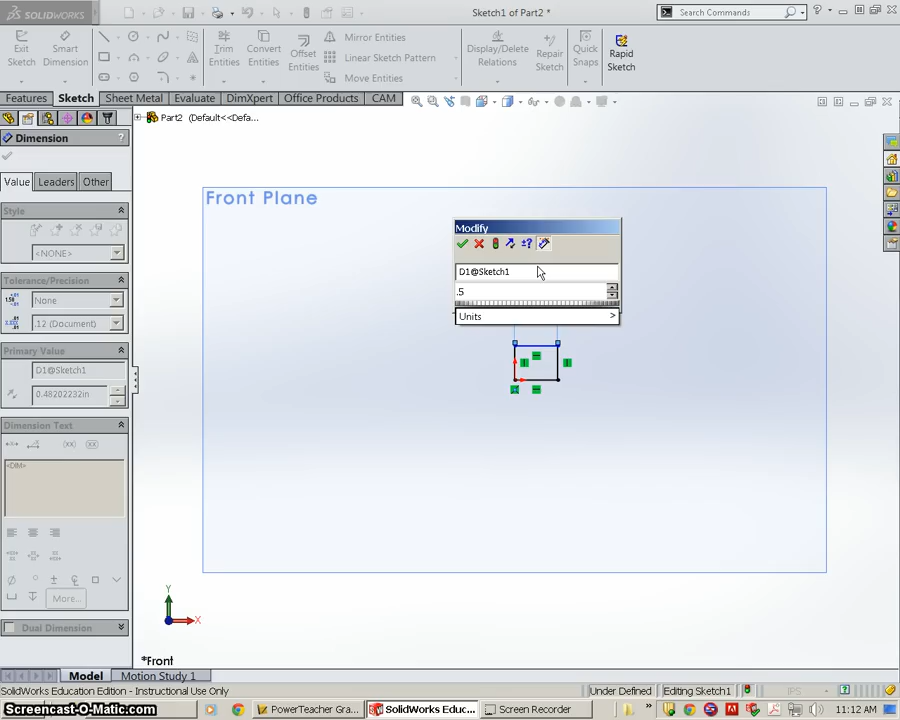 SOLIDWORKS
Sketch1 of Part2 *
Search Commands
Exit Sketch
Smart Dimension
Trim Entities
Convert Entities
Offset Entities
Mirror Entities
Linear Sketch Pattern
Move Entities
Display/Delete Relations
Repair Sketch
Quick Snaps
Rapid Sketch
Features
Sketch
Sheet Metal
Evaluate
DimXpert
Office Products
CAM
Part2 (Default<<Defa...
Dimension
?
Value
Leaders
Other
Style
<NONE>
Tolerance/Precision
None
.12 (Document)
Primary Value
D1@Sketch1
0.48202232in
Dimension Text
<DIM>
More...
Dual Dimension
Front Plane
Modify
D1@Sketch1
.5
Units >
Y
X
*Front
Model
Motion Study 1
SolidWorks Education Edition - Instructional Use Only
Under Defined
Editing Sketch1
IPS
Screencast-O-Matic.com
PowerTeacher Gra...
SolidWorks Educ...
Screen Recorder
11:12 AM